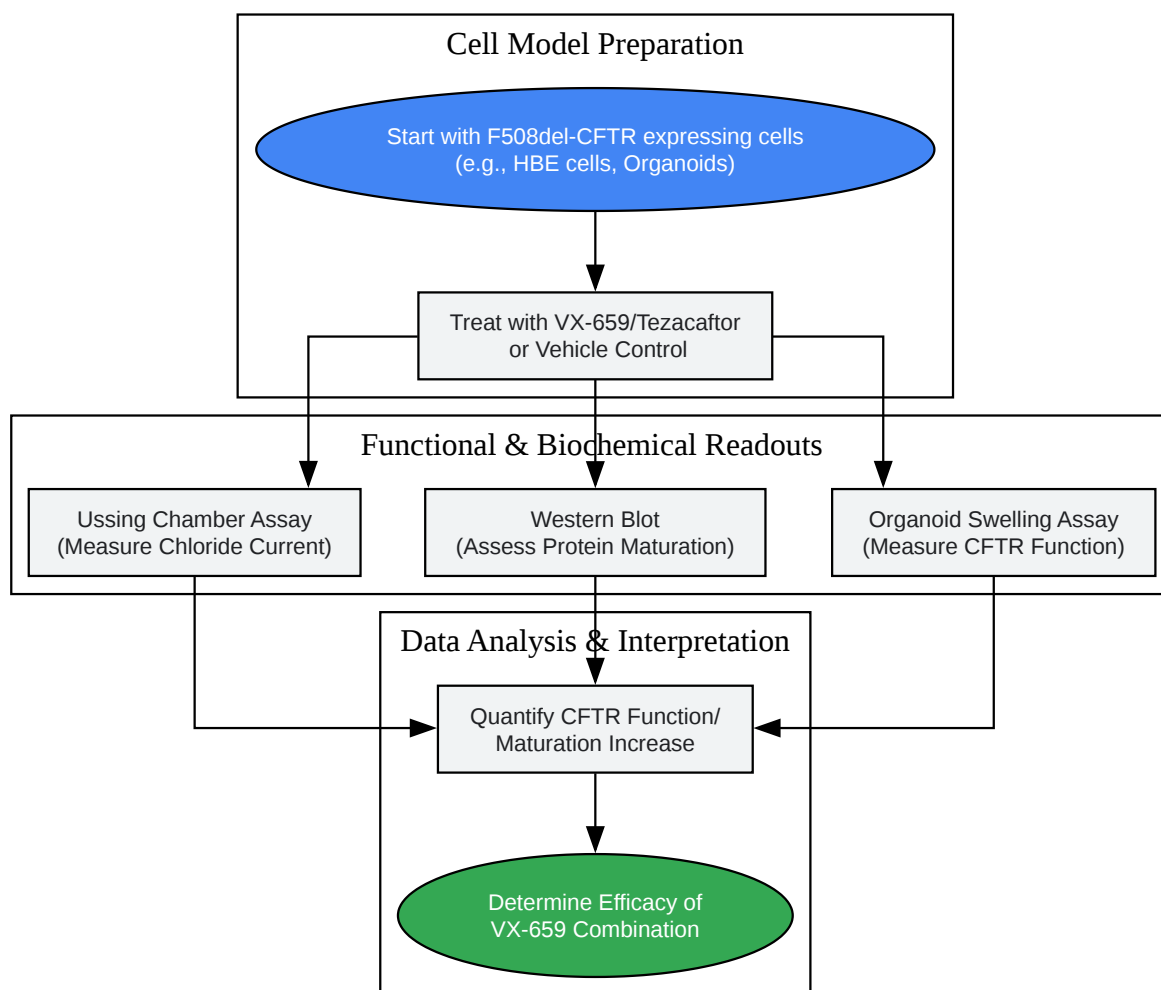 Cell Model Preparation
Start with F508del-CFTR expressing cells
(e.g., HBE cells, Organoids)
Treat with VX-659/Tezacaftor
or Vehicle Control
Functional & Biochemical Readouts
Ussing Chamber Assay
(Measure Chloride Current)
Western Blot
(Assess Protein Maturation)
Organoid Swelling Assay
(Measure CFTR Function)
Data Analysis & Interpretation
Quantify CFTR Function/
Maturation Increase
Determine Efficacy of
VX-659 Combination